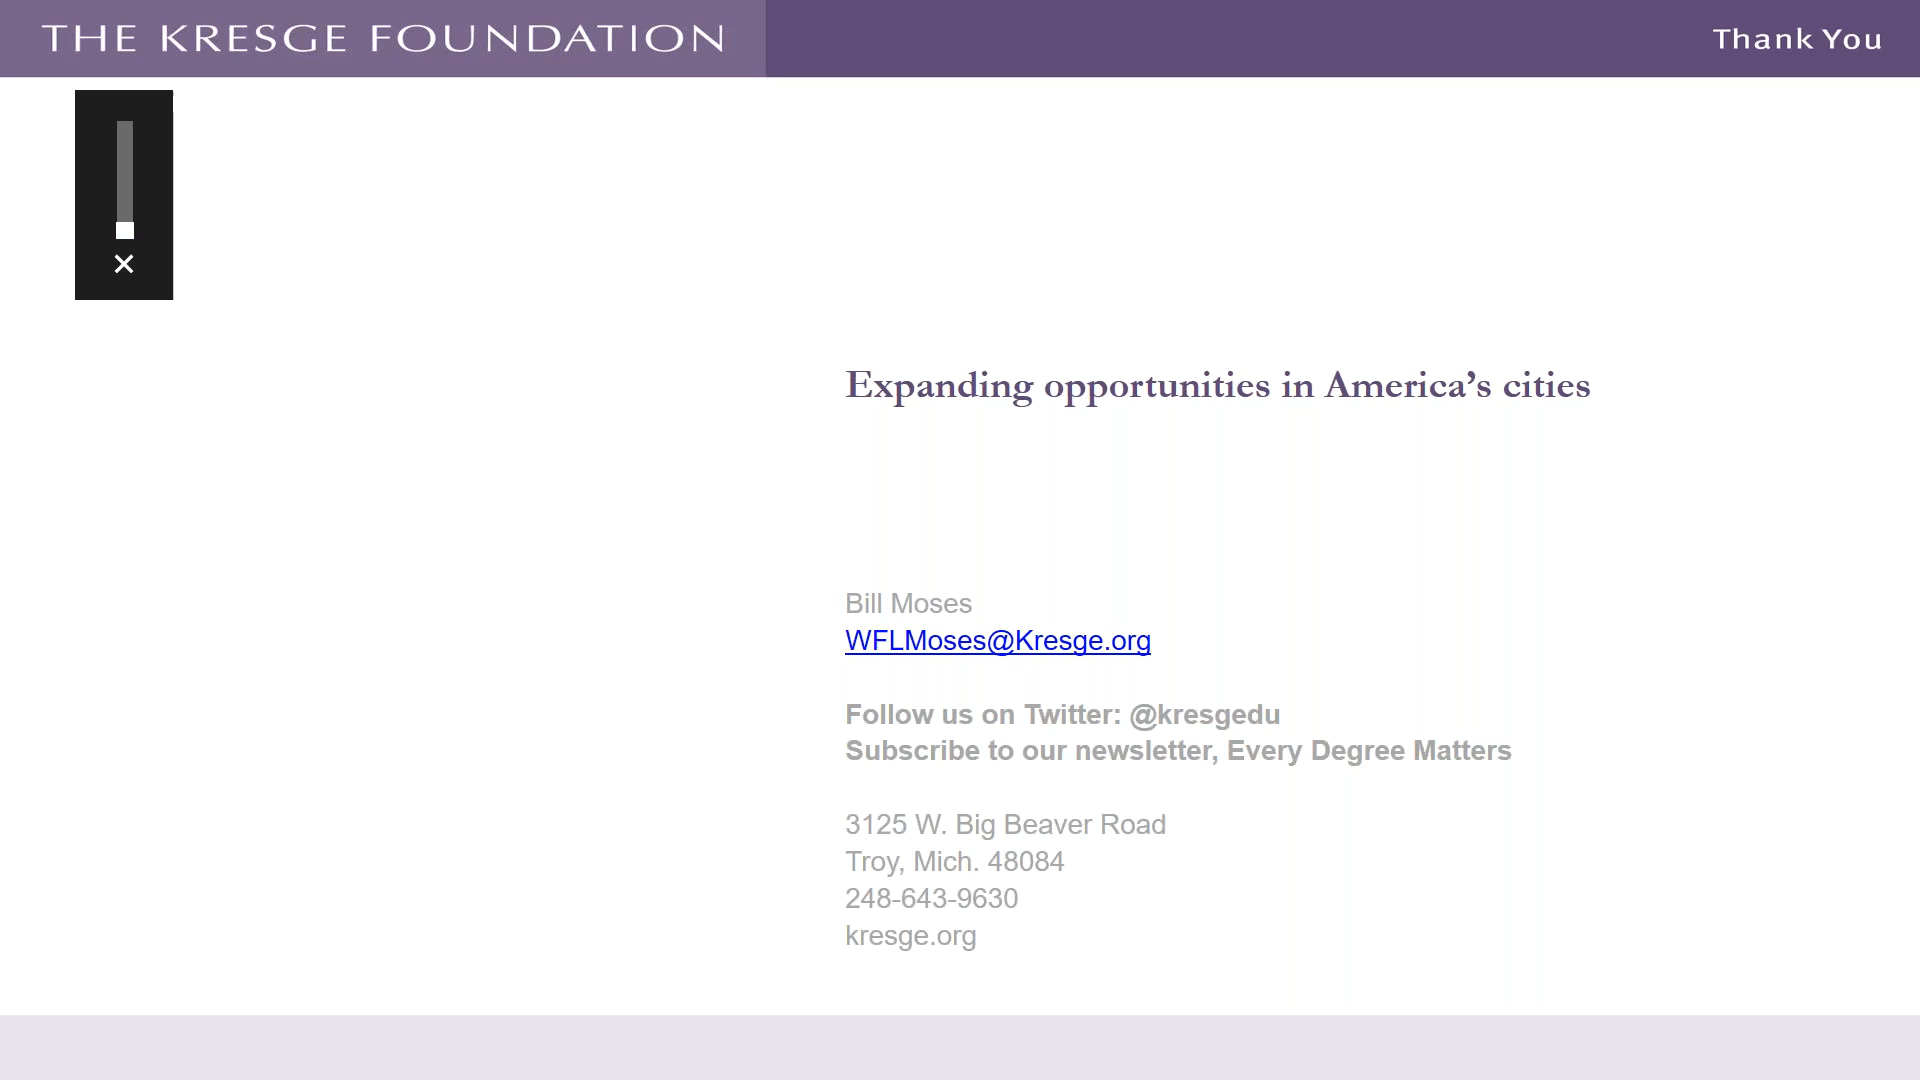 THE KRESGE FOUNDATION
Thank You
Expanding opportunities in America’s cities
Bill Moses
WFLMoses@Kresge.org
Follow us on Twitter: @kresgedu
Subscribe to our newsletter, Every Degree Matters
3125 W. Big Beaver Road
Troy, Mich. 48084
248-643-9630
kresge.org